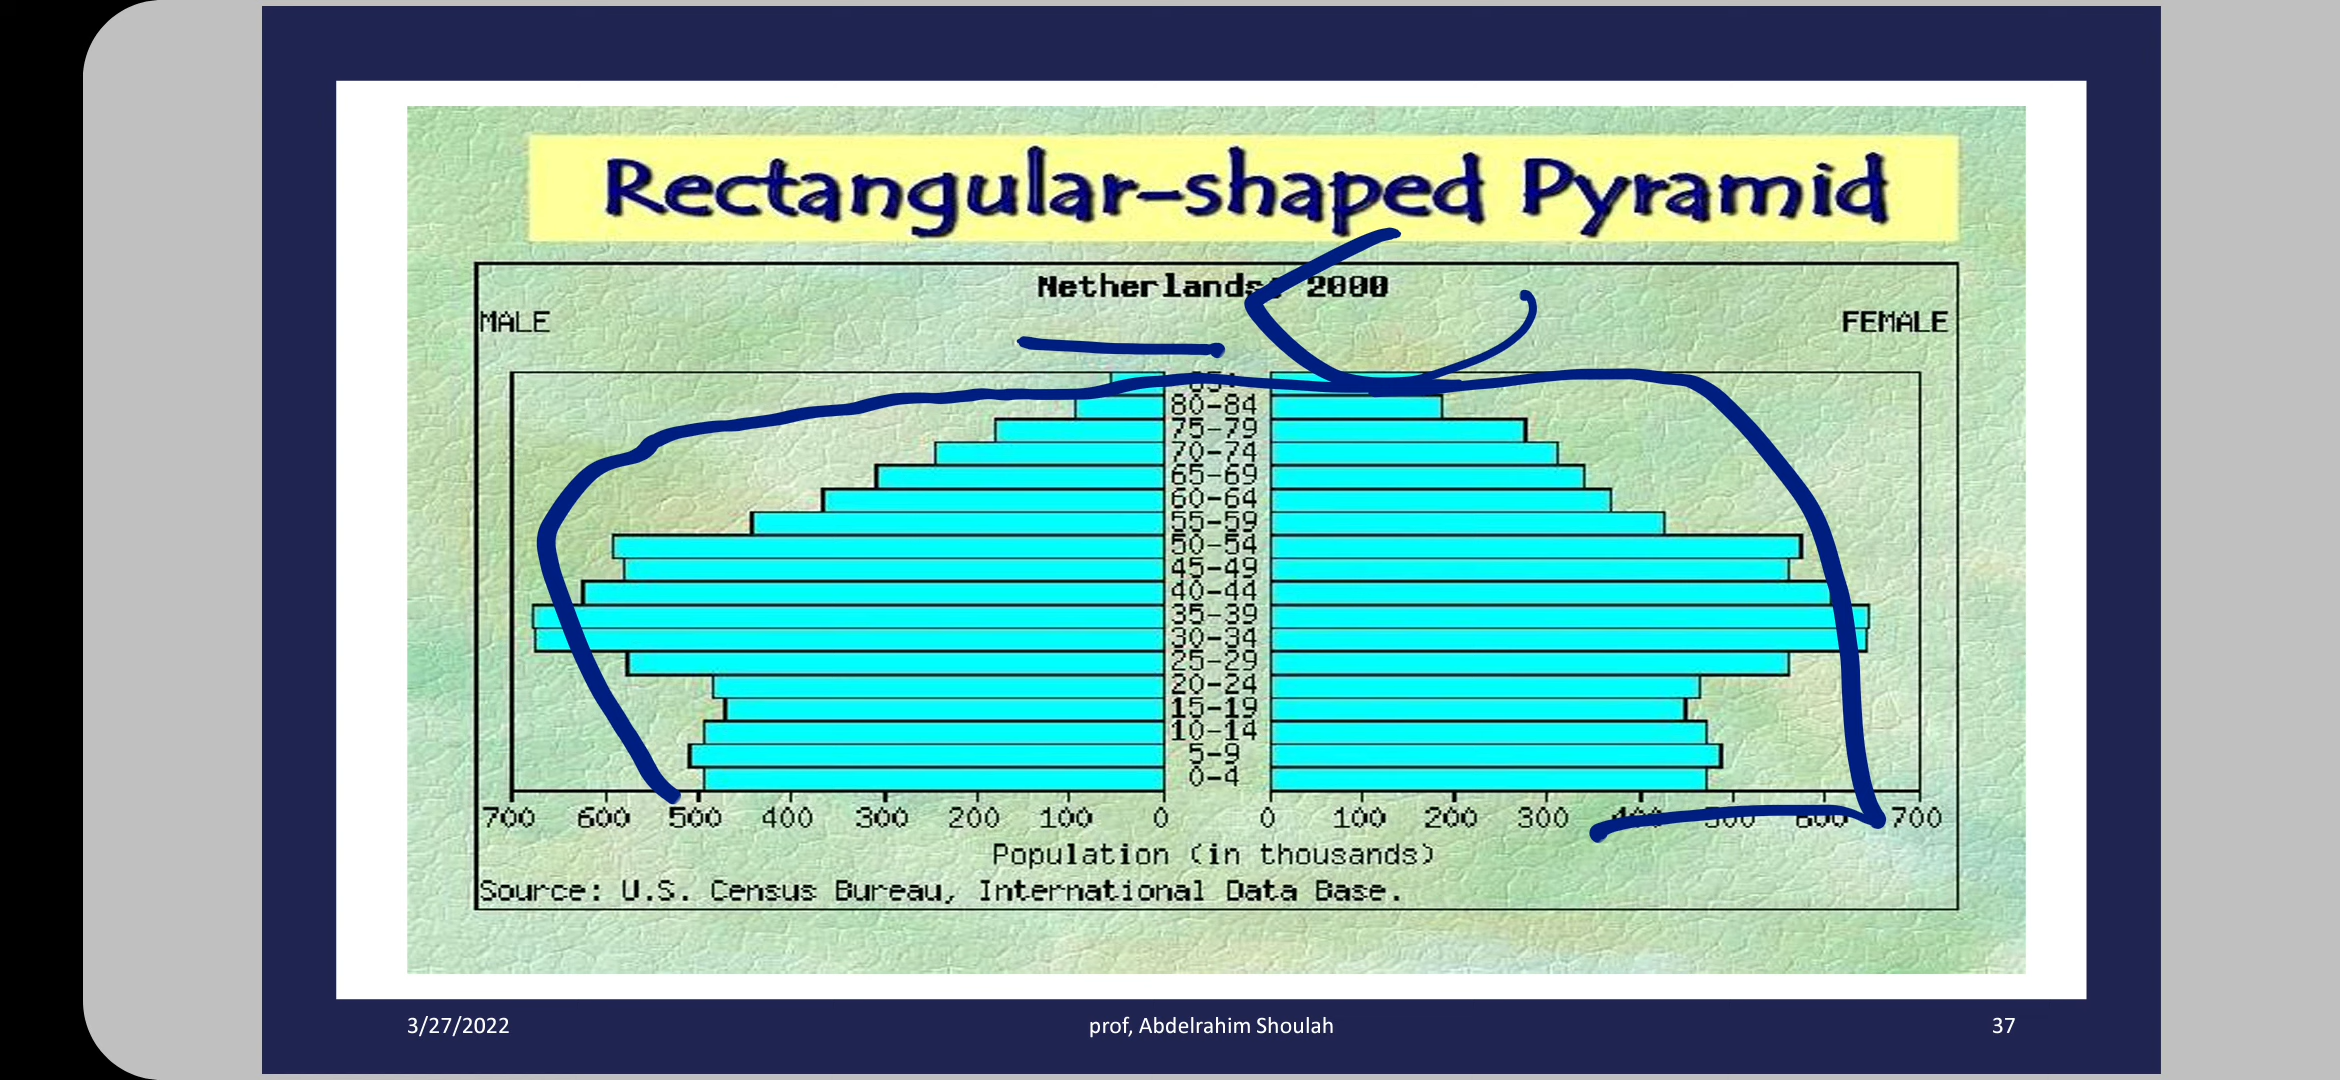 Rectangular-shaped Pyramid
Netherlands: 2000
MALE FEMALE
85+
80-84
75-79
70-74
65-69
60-64
55-59
50-54
45-49
40-44
35-39
30-34
25-29
20-24
15-19
10-14
5-9
0-4
700 600 500 400 300 200 100 0 0 100 200 300 400 500 600 700
Population (in thousands)
Source: U.S. Census Bureau, International Data Base.
3/27/2022 prof, Abdelrahim Shoulah 37